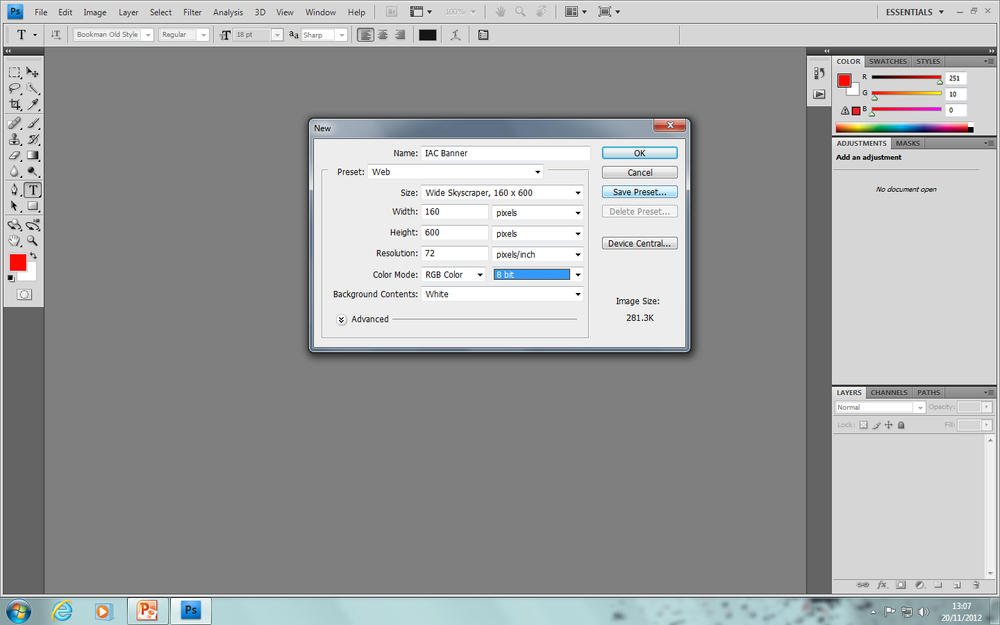 Ps File Edit Image Layer Select Filter Analysis 3D View Window Help Br 100% ESSENTIALS
T T Bookman Old Style Regular T 18 pt aa Sharp
COLOR SWATCHES STYLES
R 251
G 10
B 0
New
Name: IAC Banner OK
Preset: Web Cancel
Size: Wide Skyscraper, 160 x 600 Save Preset...
Width: 160 pixels Delete Preset...
Height: 600 pixels
Resolution: 72 pixels/inch Device Central...
Color Mode: RGB Color 8 bit
Background Contents: White
Image Size:
Advanced 281.3K
ADJUSTMENTS MASKS
Add an adjustment
No document open
T
LAYERS CHANNELS PATHS
Normal Opacity:
Lock: Fill:
fx
P Ps 13:07
20/11/2012